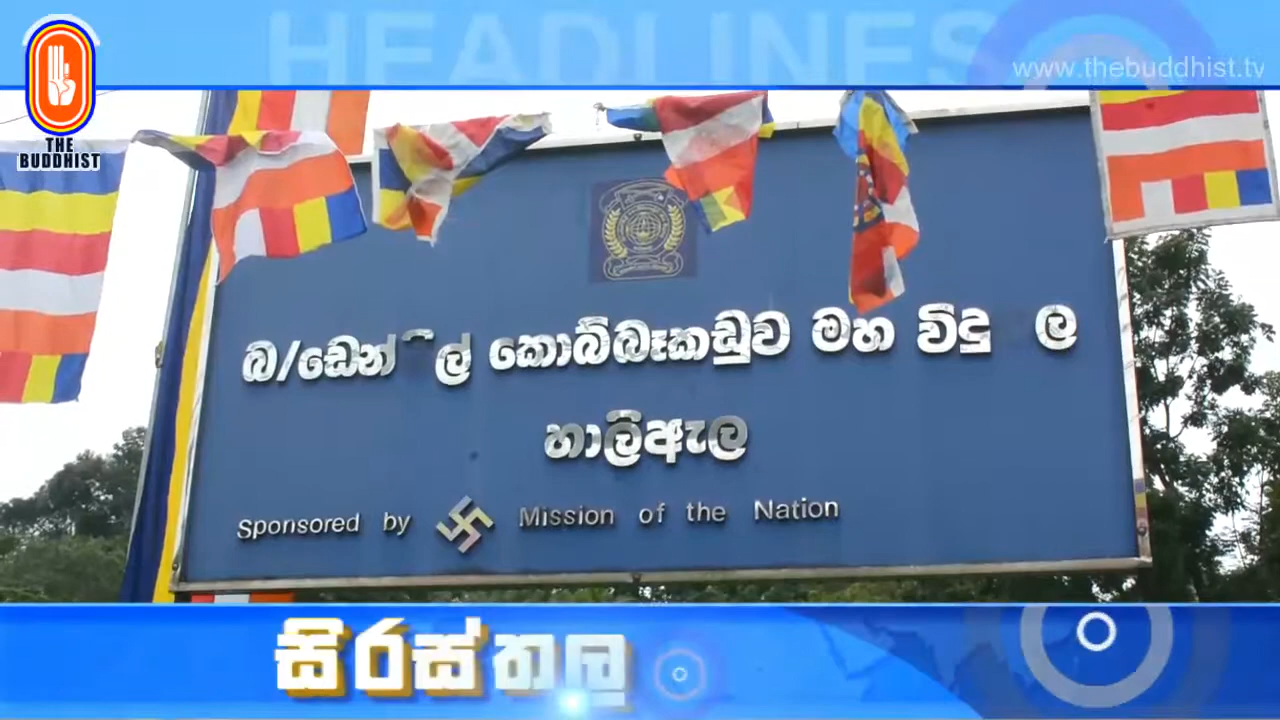 HEADLINES
www.thebuddhist.tv
THE
BUDDHIST
බ/ඩෙන් ිල් කොබ්බෑකඩුව මහ විදු ල
හාලිඇල
Sponsored by Mission of the Nation
සිරස්තල